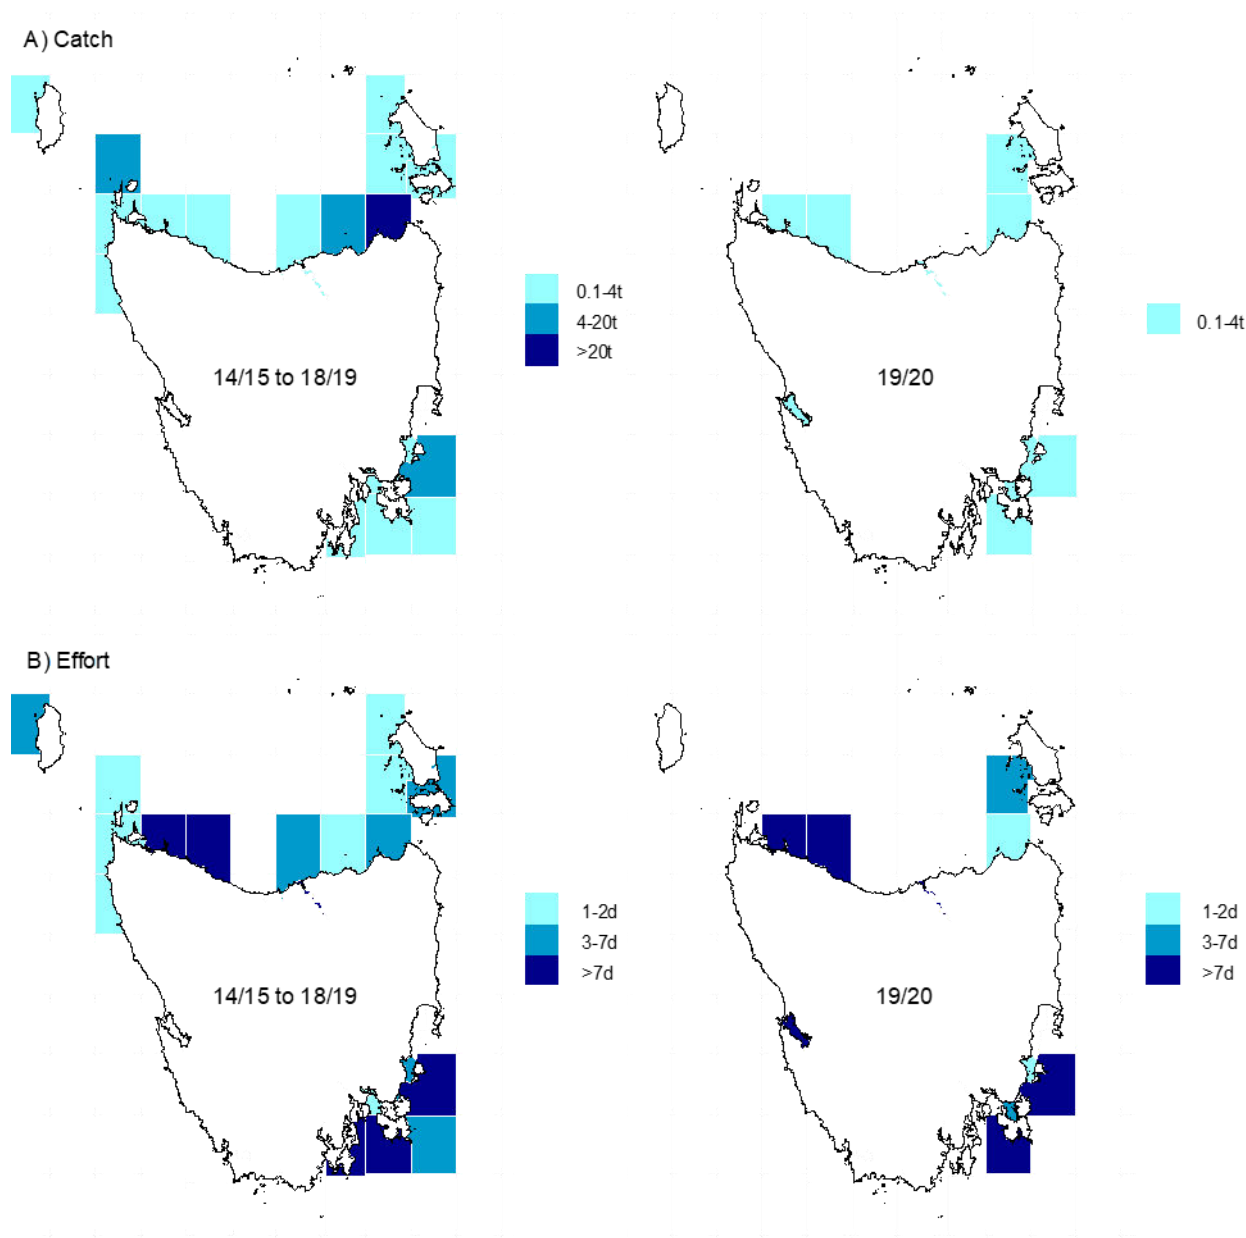 A) Catch
0.1-4t
4-20t
>20t
0.1-4t
14/15 to 18/19
19/20
B) Effort
1-2d
3-7d
>7d
1-2d
3-7d
>7d
14/15 to 18/19
19/20